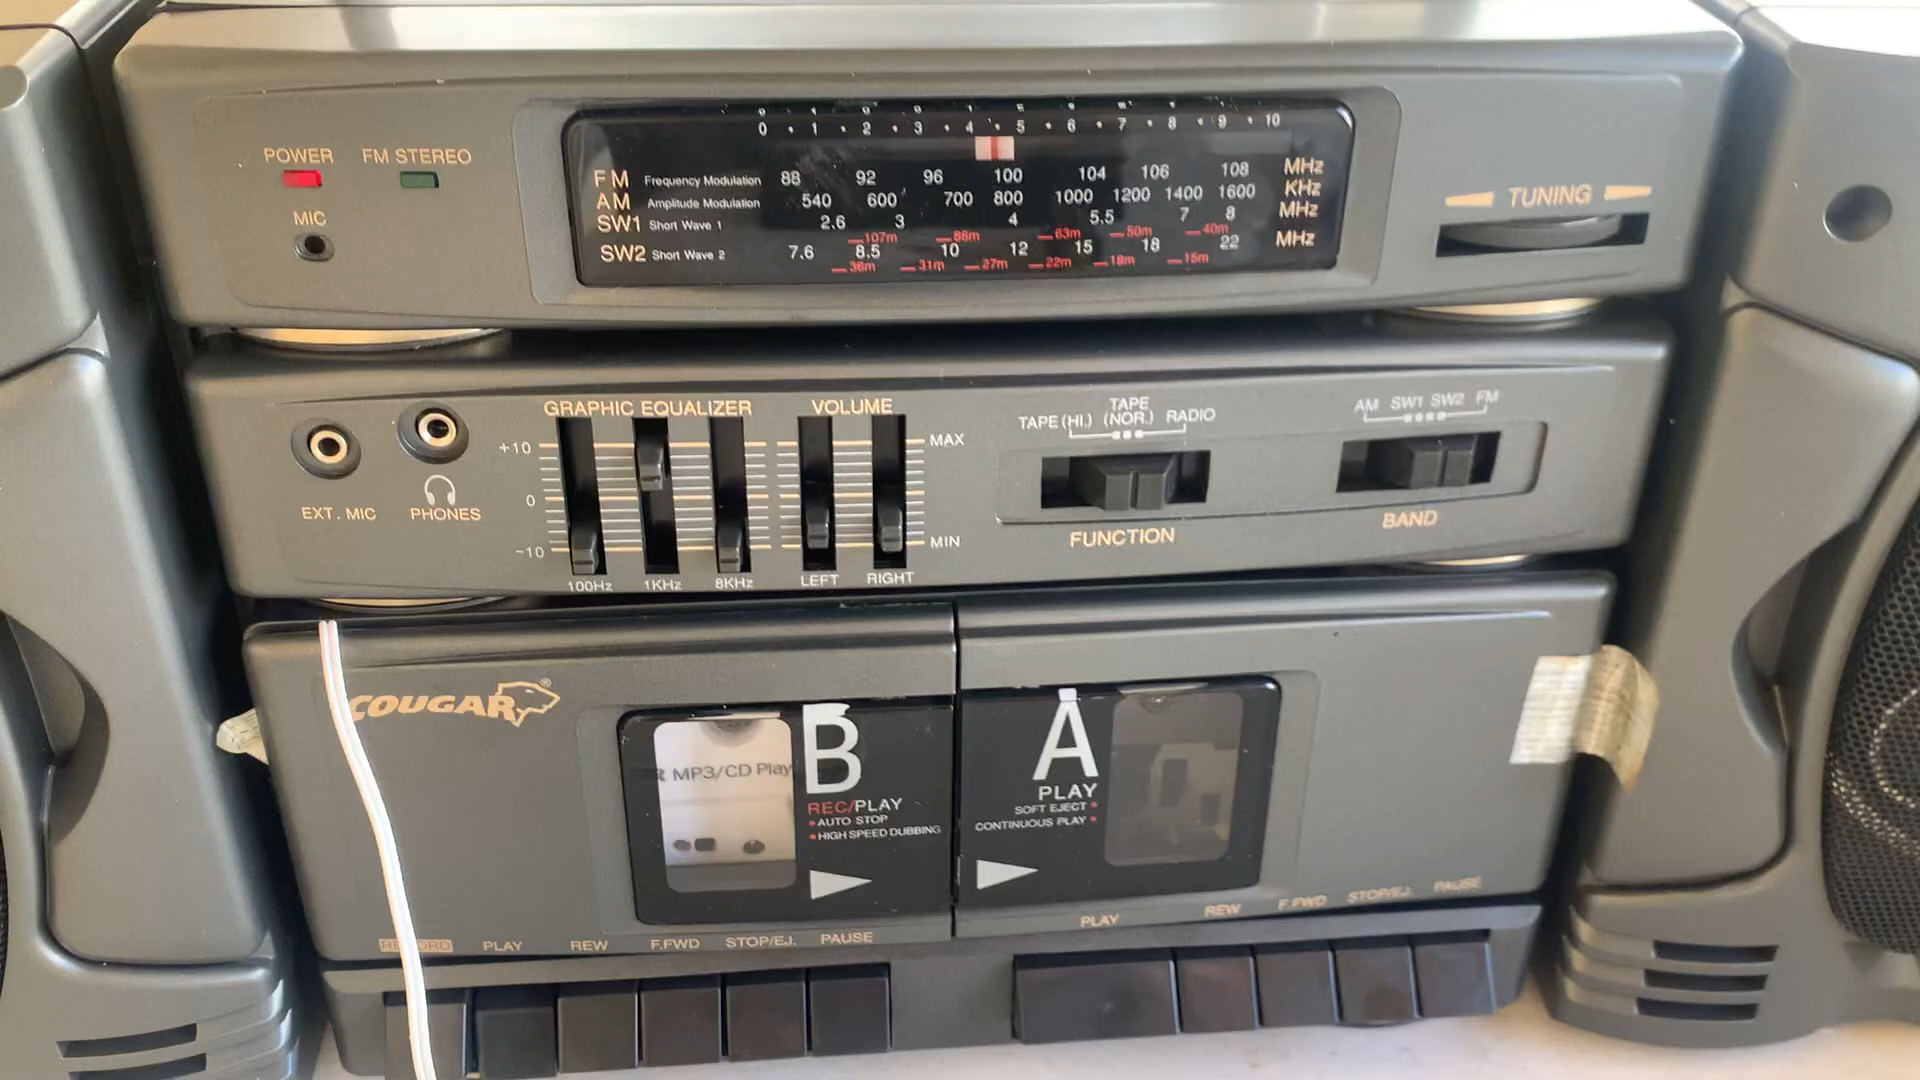 0 1 2 3 4 5 6 7 8 9 10
POWER FM STEREO
MIC
FM Frequency Modulation 88 92 96 100 104 106 108 MHz
AM Amplitude Modulation 540 600 700 800 1000 1200 1400 1600 KHz
SW1 Short Wave 1 2.6 3 4 5.5 7 8 MHz
107m 86m 63m 50m 40m
SW2 Short Wave 2 7.6 8.5 10 12 15 18 22 MHz
36m 31m 27m 22m 18m 15m
TUNING
GRAPHIC EQUALIZER VOLUME
+10
0
-10
100Hz 1KHz 8KHz LEFT RIGHT
MAX
MIN
EXT. MIC PHONES
TAPE (HI.) TAPE (NOR.) RADIO
FUNCTION
AM SW1 SW2 FM
BAND
COUGAR®
MP3/CD Play
B
REC/PLAY
AUTO STOP
HIGH SPEED DUBBING
A
PLAY
SOFT EJECT
CONTINUOUS PLAY
RECORD PLAY REW F.FWD STOP/EJ. PAUSE
PLAY REW F.FWD STOP/EJ. PAUSE